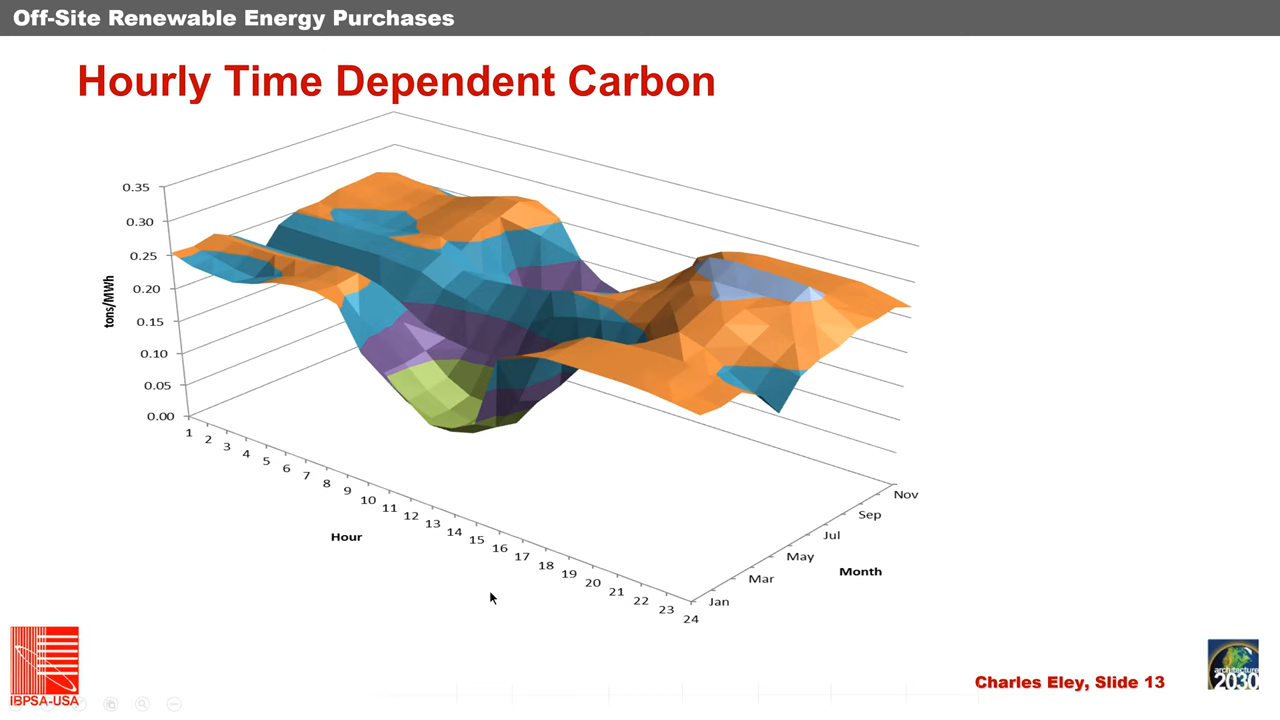 Off-Site Renewable Energy Purchases
Hourly Time Dependent Carbon
0.35
0.30
0.25
0.20
0.15
0.10
0.05
0.00
tons/MWh
1
2
3
4
5
6
7
8
9
10
11
12
13
14
15
16
17
18
19
20
21
22
23
24
Hour
Jan
Mar
May
Jul
Sep
Nov
Month
IBPSA-USA
Charles Eley, Slide 13
architecture
2030